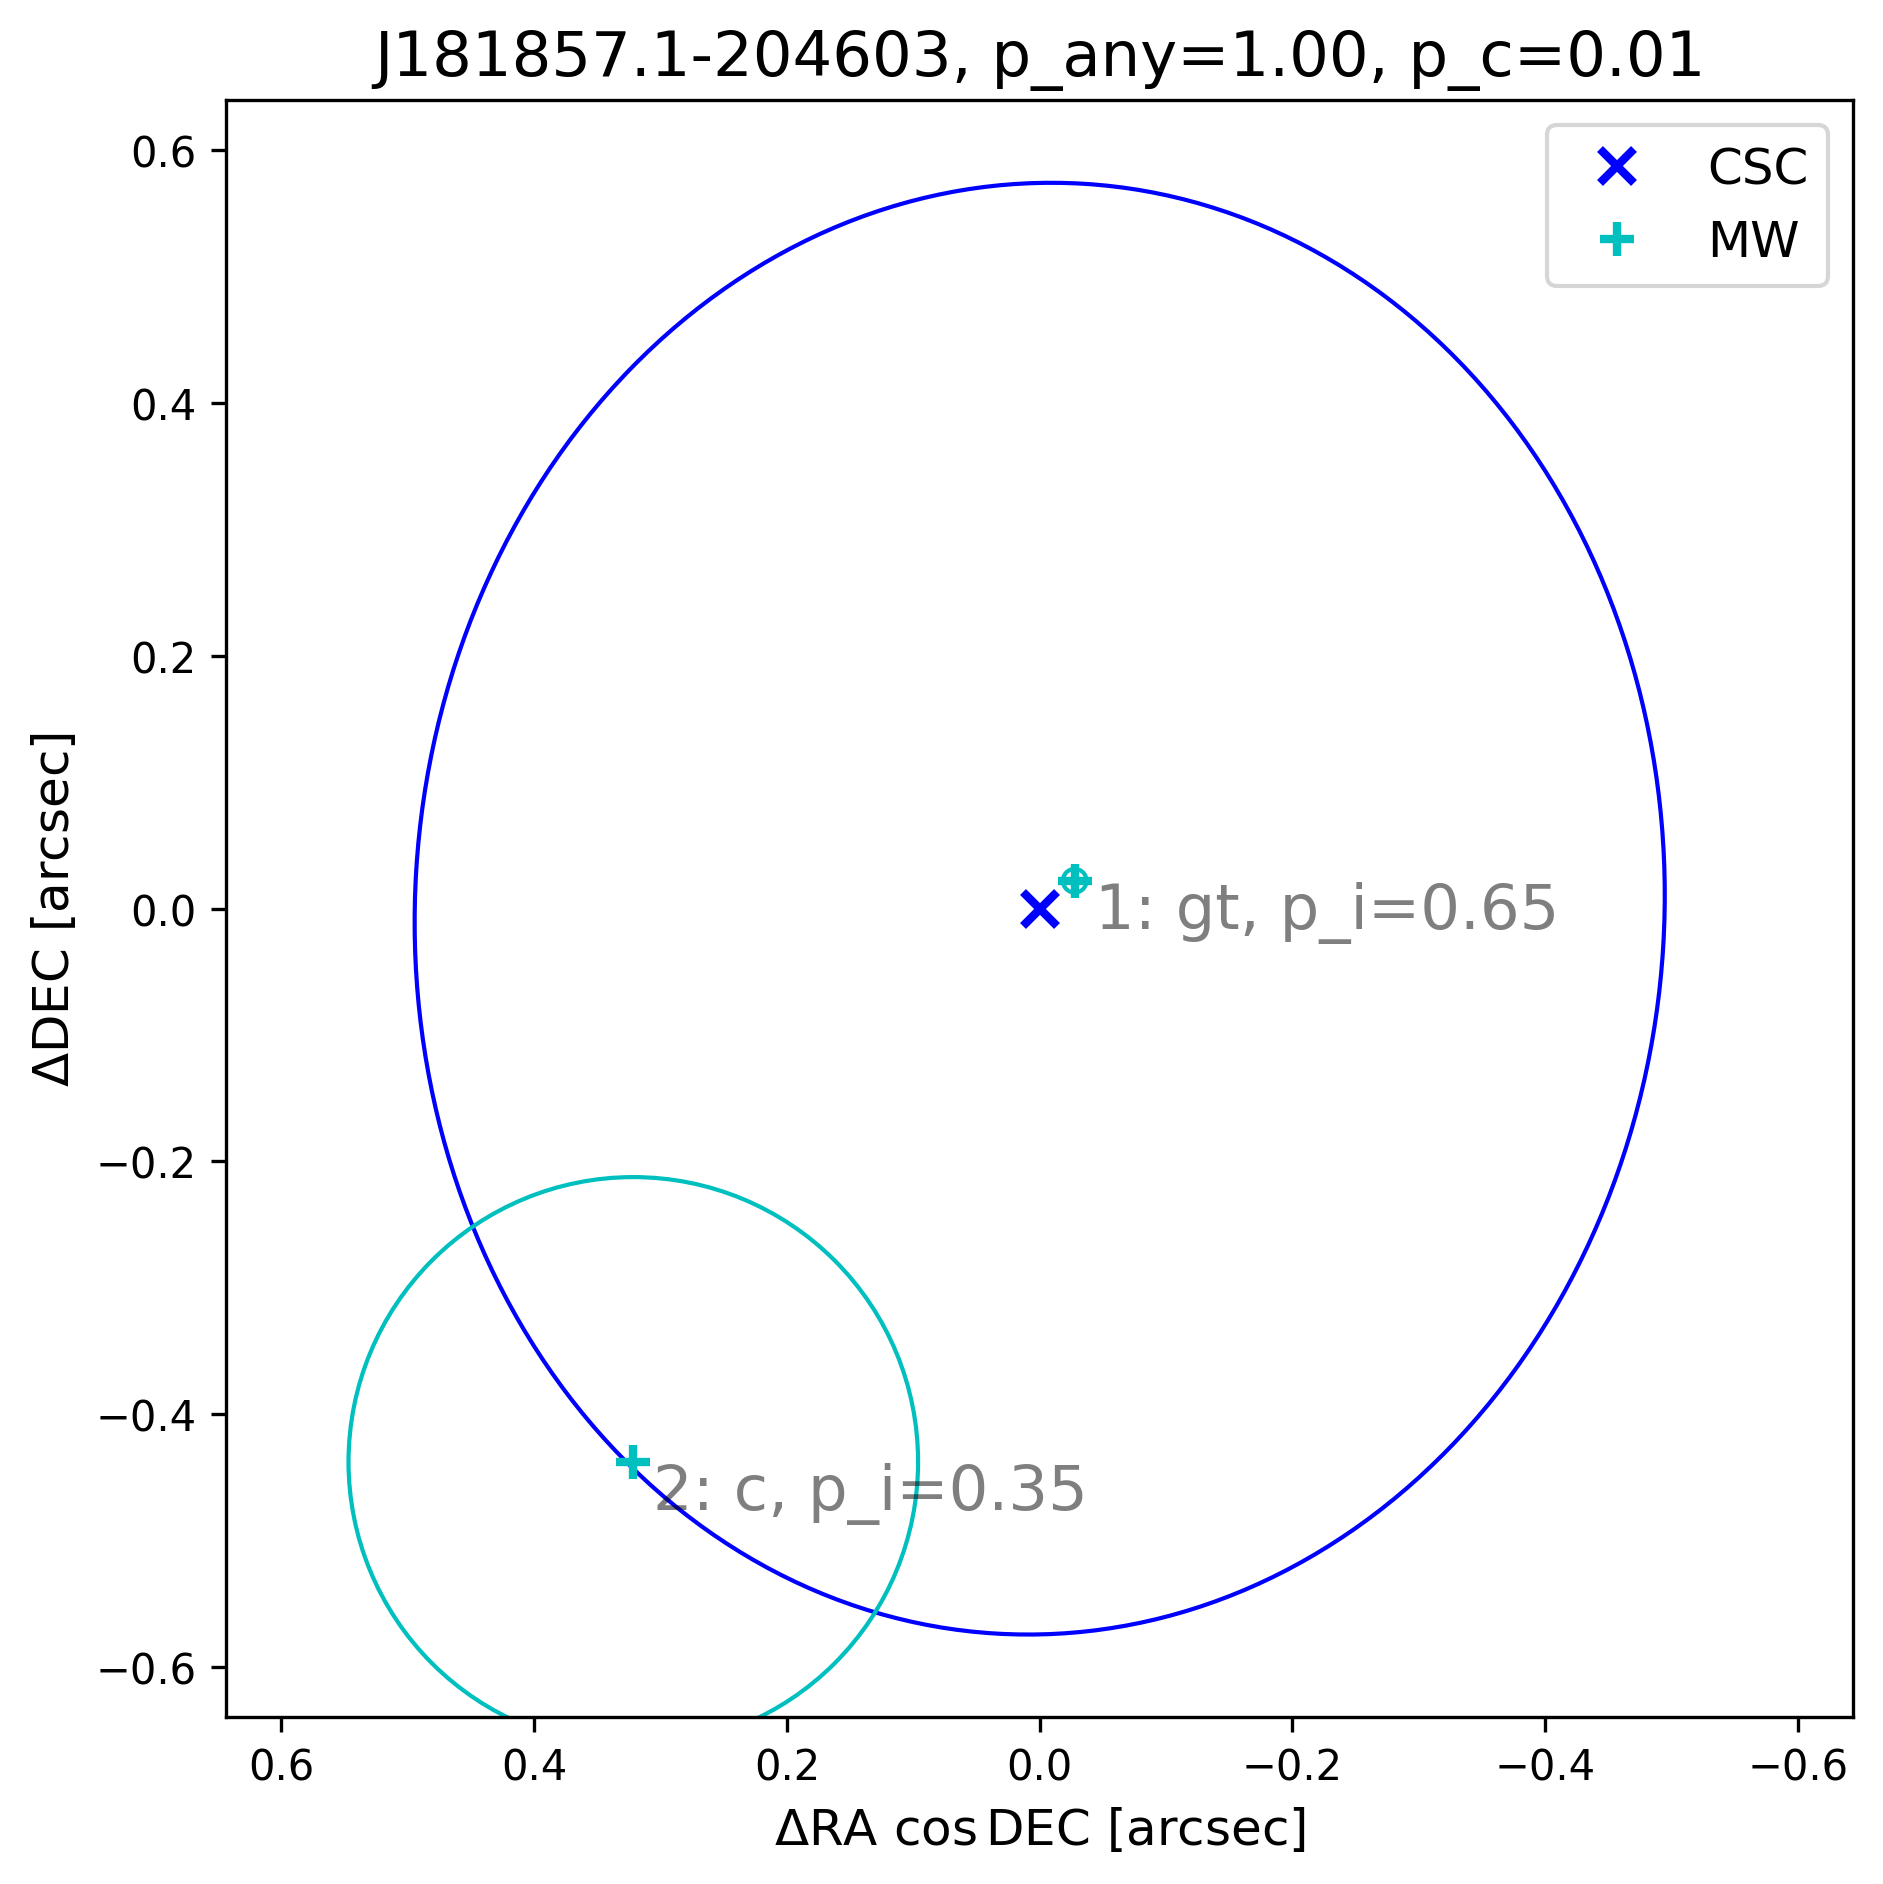 J181857.1-204603, p_any=1.00, p_c=0.01
CSC
MW
0.6
0.4
0.2
0.0
−0.2
−0.4
−0.6
ΔDEC [arcsec]
1: gt, p_i=0.65
2: c, p_i=0.35
0.6 0.4 0.2 0.0 −0.2 −0.4 −0.6
ΔRA cos DEC [arcsec]